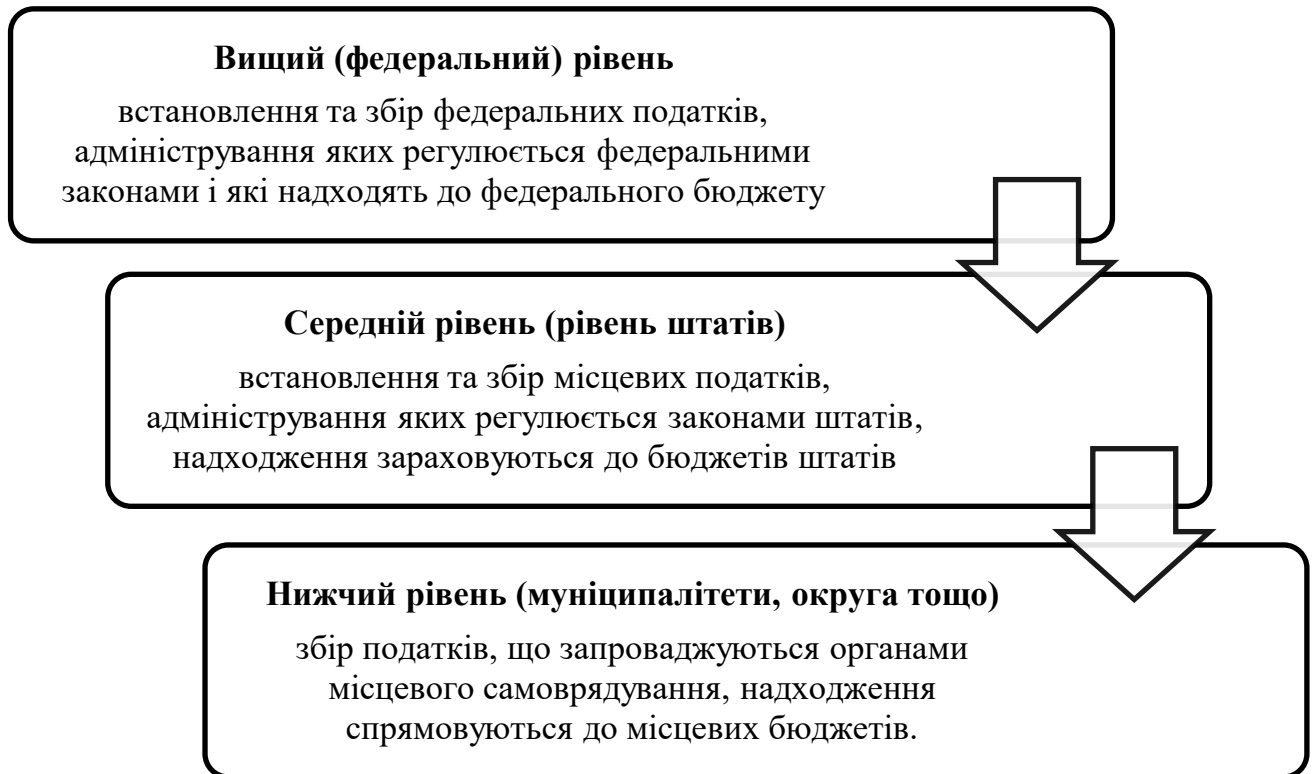 Вищий (федеральний) рівень
встановлення та збір федеральних податків,
адміністрування яких регулюється федеральними
законами і які надходять до федерального бюджету
Середній рівень (рівень штатів)
встановлення та збір місцевих податків,
адміністрування яких регулюється законами штатів,
надходження зараховуються до бюджетів штатів
Нижчий рівень (муніципалітети, округа тощо)
збір податків, що запроваджуються органами
місцевого самоврядування, надходження
спрямовуються до місцевих бюджетів.